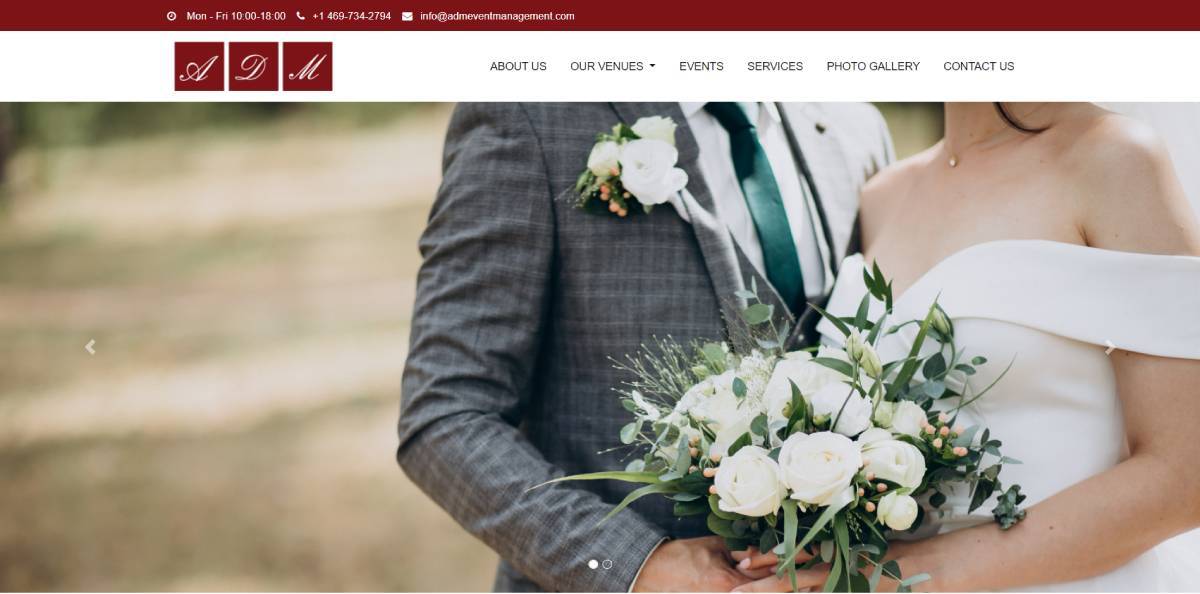 Mon - Fri 10:00-18:00 +1 469-734-2794 info@admeventmanagement.com
A D M
ABOUT US OUR VENUES EVENTS SERVICES PHOTO GALLERY CONTACT US